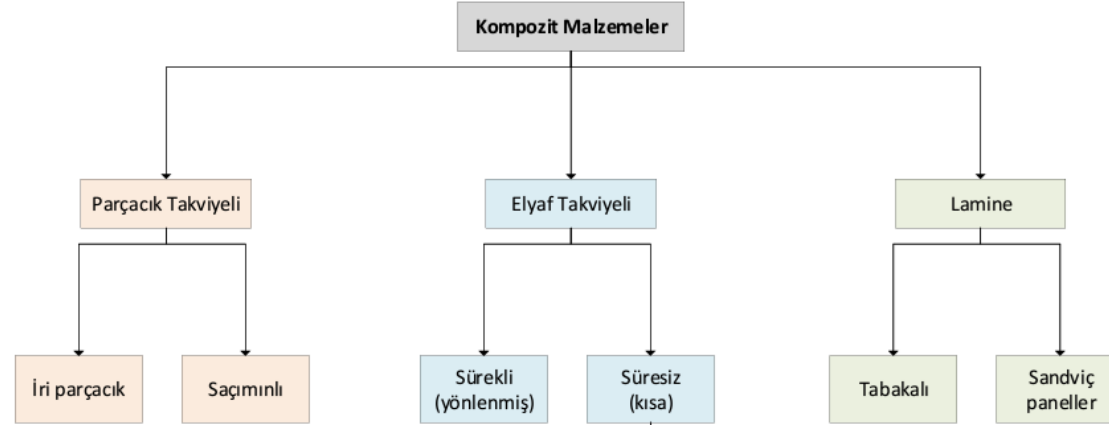 Kompozit Malzemeler
Parçacık Takviyeli
Elyaf Takviyeli
Lamine
İri parçacık
Saçımınlı
Sürekli
(yönlenmiş)
Süresiz
(kısa)
Tabakalı
Sandviç
paneller